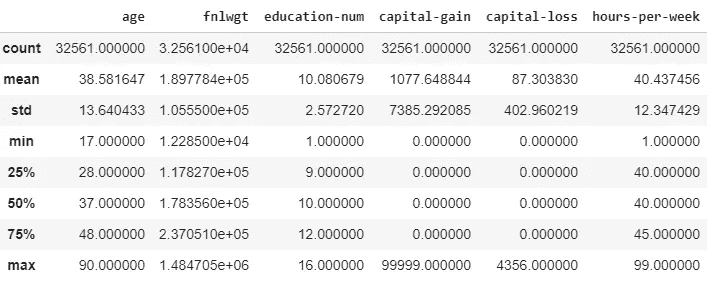 age fnlwgt education-num capital-gain capital-loss hours-per-week
count 32561.000000 3.256100e+04 32561.000000 32561.000000 32561.000000 32561.000000
mean 38.581647 1.897784e+05 10.080679 1077.648844 87.303830 40.437456
std 13.640433 1.055500e+05 2.572720 7385.292085 402.960219 12.347429
min 17.000000 1.228500e+04 1.000000 0.000000 0.000000 1.000000
25% 28.000000 1.178270e+05 9.000000 0.000000 0.000000 40.000000
50% 37.000000 1.783560e+05 10.000000 0.000000 0.000000 40.000000
75% 48.000000 2.370510e+05 12.000000 0.000000 0.000000 45.000000
max 90.000000 1.484705e+06 16.000000 99999.000000 4356.000000 99.000000